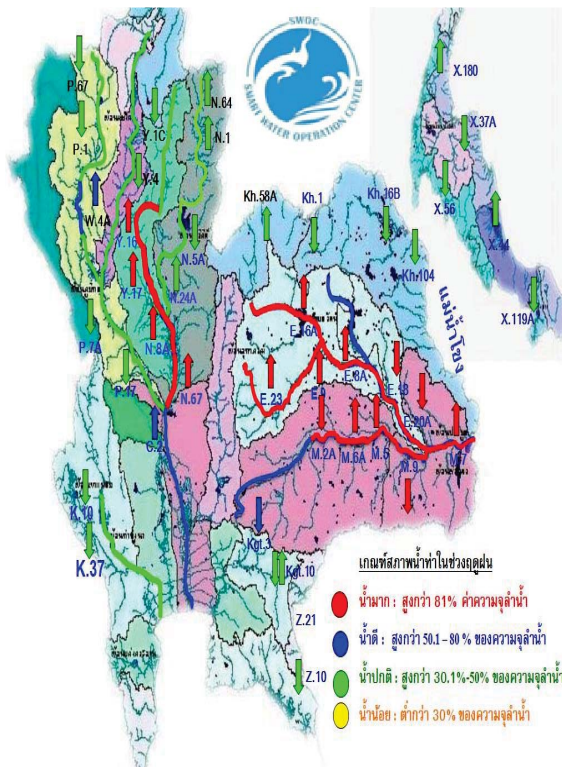 SWOC
SMART WATER OPERATION CENTER
P.67
N.64
X.180
P.1
Y.1C
N.1
X.37A
Y.4
W.4A
Kh.58A
Kh.1
Kh.16B
X.56
X.44
Y.16
N.5A
Kh.104
Y.17
N.24A
แม่น้ำโขง
X.119A
P.7A
N.8A
E.16A
E.8A
P.17
N.67
E.23
E.9
E.18
E.20A
C.2
M.2A
M.6A
M.5
M.9
M.7
K.10
Kgt.3
K.37
Kgt.10
เกณฑ์สภาพน้ำท่าในช่วงฤดูฝน
น้ำมาก : สูงกว่า 81% ค่าความจุลำน้ำ
Z.21
น้ำดี : สูงกว่า 50.1 – 80 % ของความจุลำน้ำ
น้ำปกติ : สูงกว่า 30.1%-50% ของความจุลำน้ำ
Z.10
น้ำน้อย : ต่ำกว่า 30% ของความจุลำน้ำ